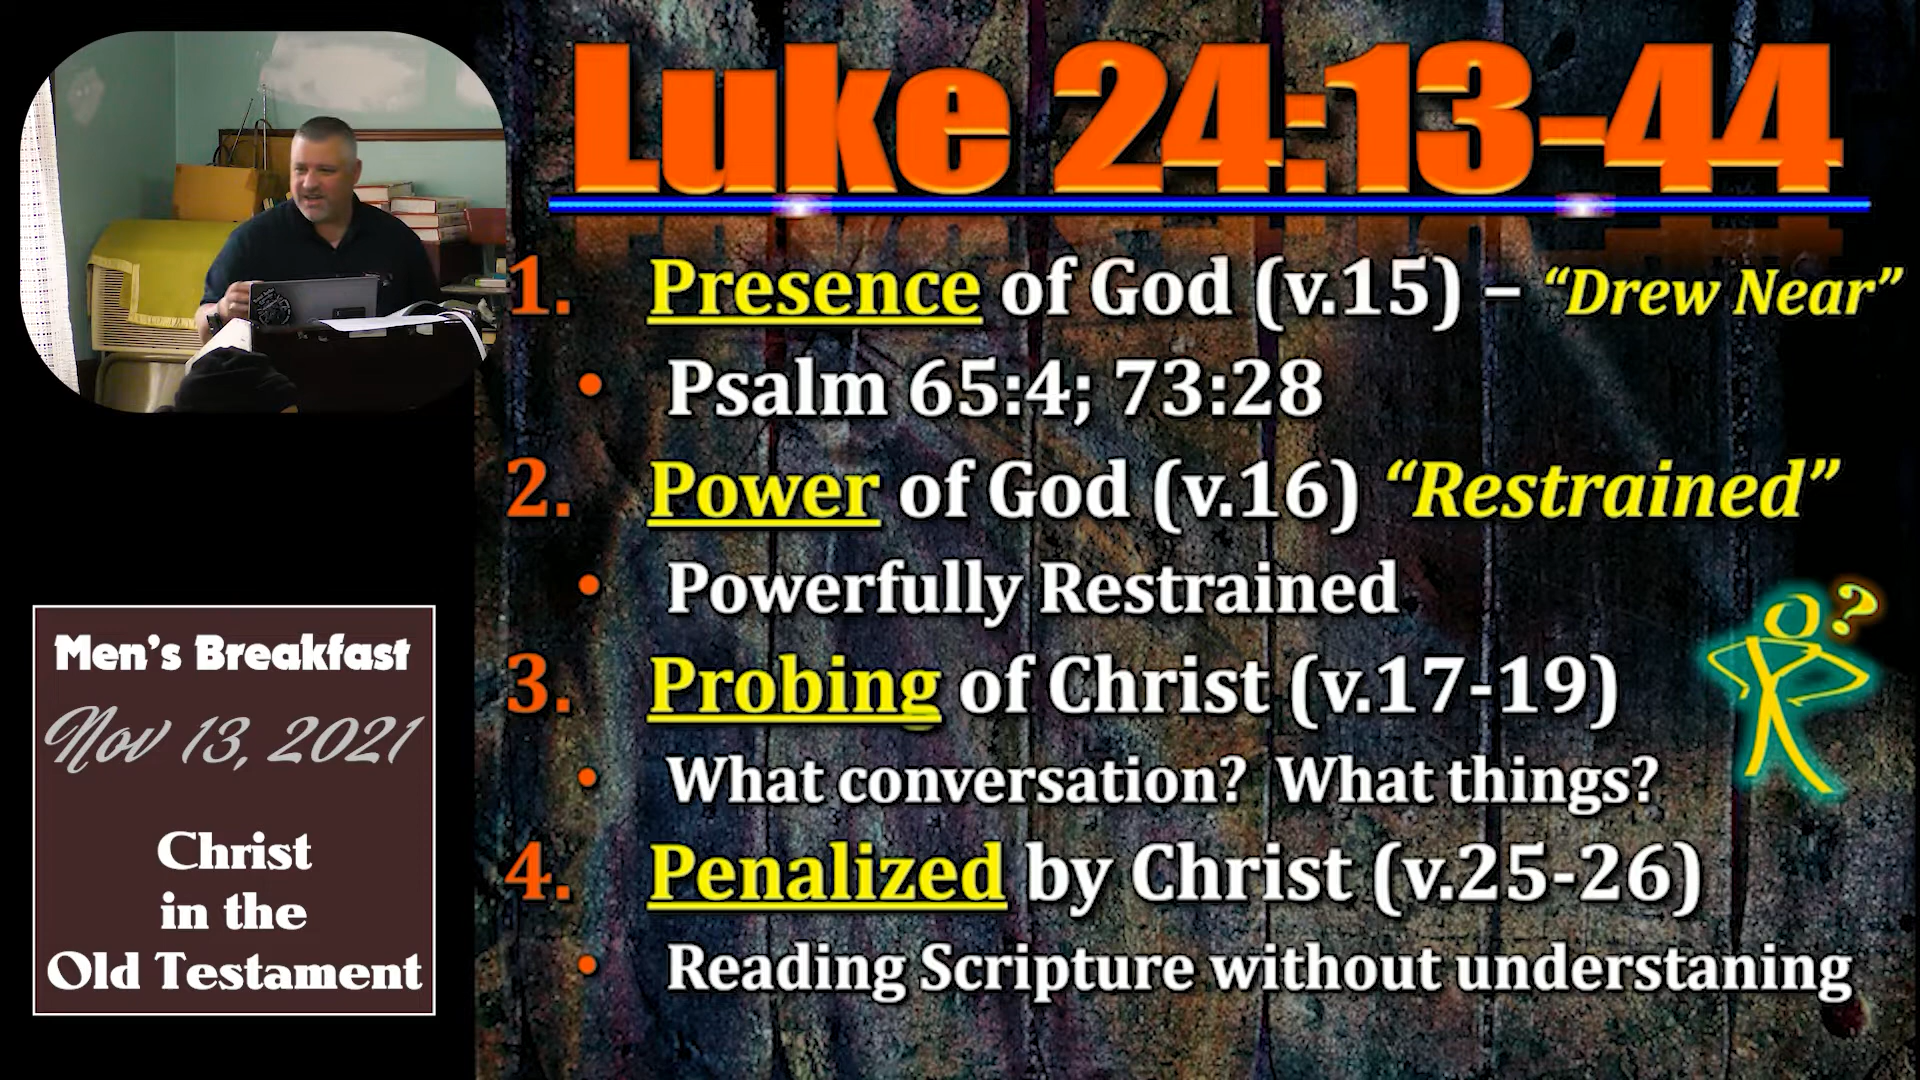 Luke 24:13-44
1. Presence of God (v.15) – “Drew Near”
• Psalm 65:4; 73:28
2. Power of God (v.16) “Restrained”
• Powerfully Restrained
3. Probing of Christ (v.17-19)
?
• What conversation? What things?
4. Penalized by Christ (v.25-26)
• Reading Scripture without understaning
Men's Breakfast
Nov 13, 2021
Christ
in the
Old Testament